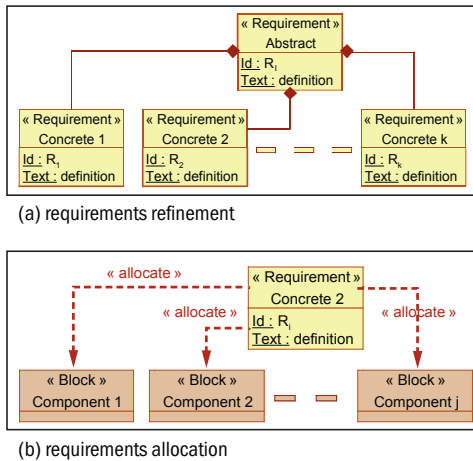 « Requirement »
Abstract
Id : Rᵢ
Text : definition
« Requirement »
Concrete 1
Id : R₁
Text : definition
« Requirement »
Concrete 2
Id : R₂
Text : definition
« Requirement »
Concrete k
Id : Rₖ
Text : definition
(a) requirements refinement
« allocate »
« Requirement »
Concrete 2
Id : Rᵢ
Text : definition
« allocate »
« allocate »
« Block »
Component 1
« Block »
Component 2
« Block »
Component j
(b) requirements allocation